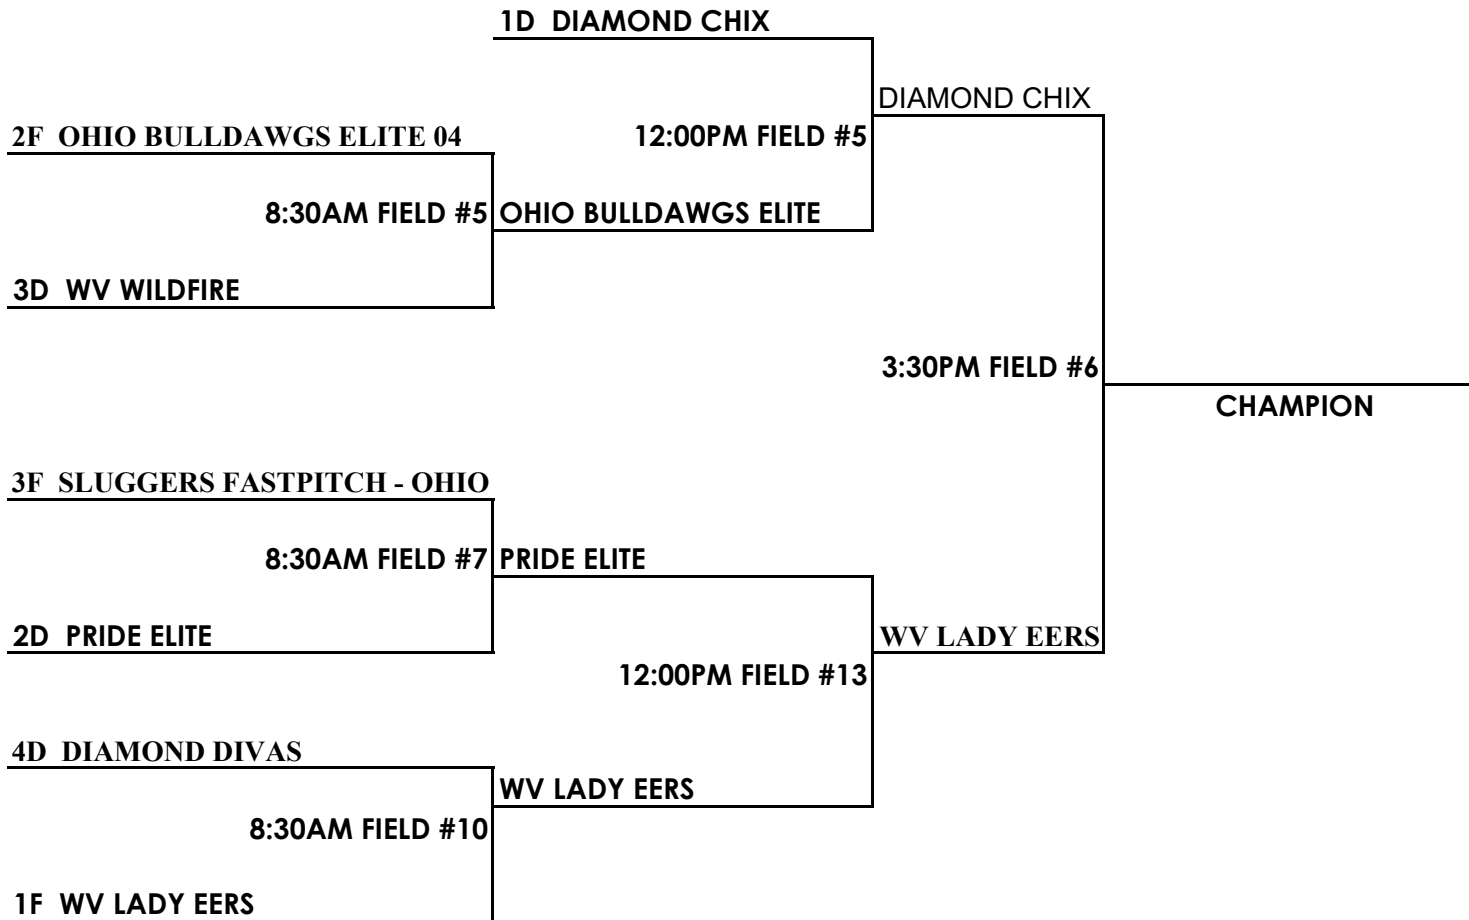 1D  DIAMOND CHIX
DIAMOND CHIX
2F  OHIO BULLDAWGS ELITE 04
12:00PM FIELD #5
8:30AM FIELD #5
OHIO BULLDAWGS ELITE
3D  WV WILDFIRE
3:30PM FIELD #6
CHAMPION
3F  SLUGGERS FASTPITCH - OHIO
8:30AM FIELD #7
PRIDE ELITE
2D  PRIDE ELITE
WV LADY EERS
12:00PM FIELD #13
4D  DIAMOND DIVAS
WV LADY EERS
8:30AM FIELD #10
1F  WV LADY EERS